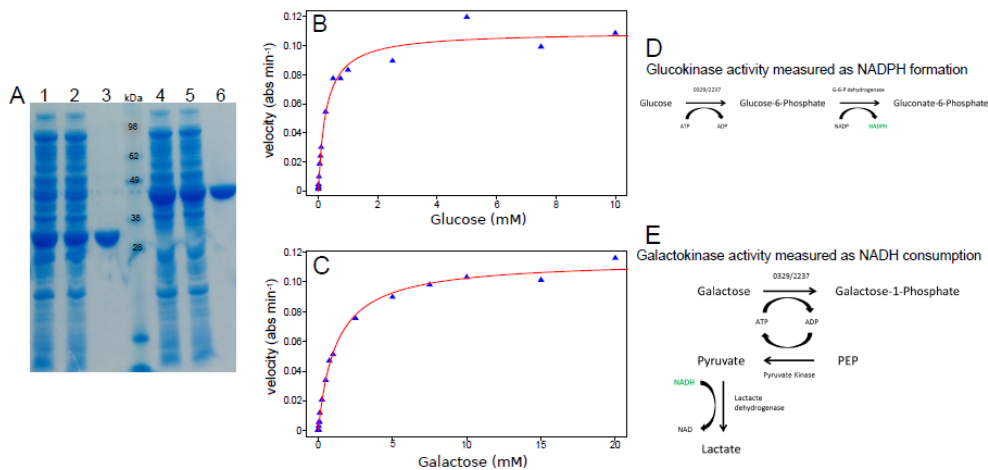 A
1 2 3 kDa 4 5 6
98
62
49
38
28
B
velocity (abs min⁻¹)
0.12
0.10
0.08
0.06
0.04
0.02
0
0 2 4 6 8 10
Glucose (mM)
C
velocity (abs min⁻¹)
0.12
0.10
0.08
0.06
0.04
0.02
0.00
0 5 10 15 20
Galactose (mM)
D
Glucokinase activity measured as NADPH formation
0329/2237 G-6-P dehydrogenase
Glucose Glucose-6-Phosphate Gluconate-6-Phosphate
ATP ADP NADP NADPH
E
Galactokinase activity measured as NADH consumption
0329/2237
Galactose Galactose-1-Phosphate
ATP ADP
Pyruvate PEP
Pyruvate Kinase
NADH
Lactacte
dehydrogenase
NAD
Lactate